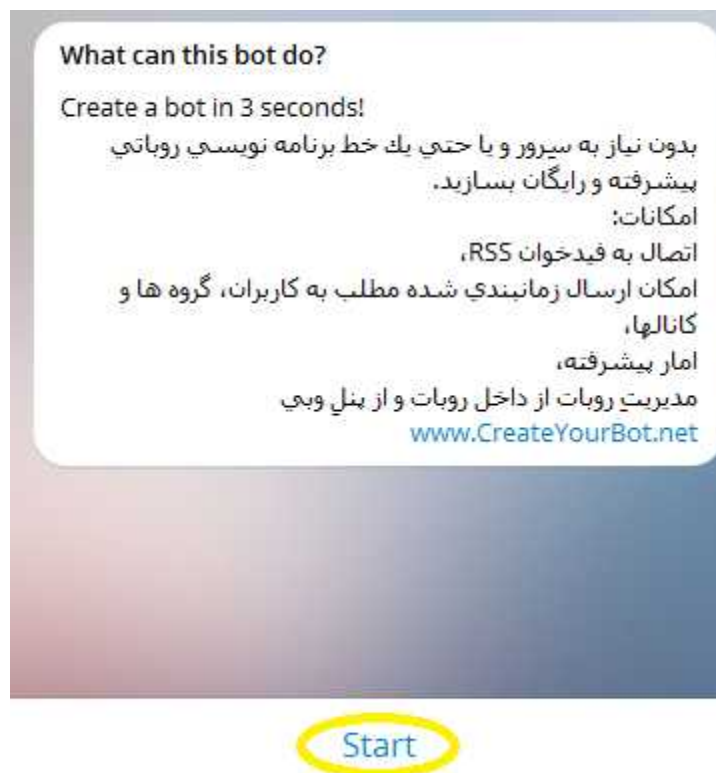 What can this bot do?
Create a bot in 3 seconds!
بدون نیاز به سرور و یا حتي يك خط برنامه نویسي روباتي
پیشرفته و رایگان بسازید.
امکانات:
اتصال به فیدخوان RSS،
امکان ارسال زمانبندي شده مطلب به کاربران، گروه ها و
کانالها،
امار پیشرفته،
مدیریتِ روبات از داخل روبات و از پنلِ وبي
www.CreateYourBot.net
Start